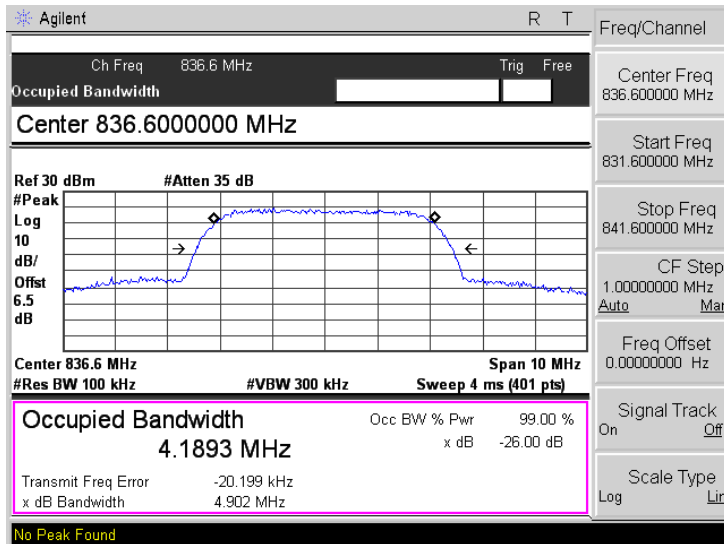 Agilent
R T
Ch Freq 836.6 MHz Trig Free
Occupied Bandwidth
Center 836.6000000 MHz
Ref 30 dBm #Atten 35 dB
#Peak
Log
10
dB/
Offst
6.5
dB
Center 836.6 MHz Span 10 MHz
#Res BW 100 kHz #VBW 300 kHz Sweep 4 ms (401 pts)
Occupied Bandwidth Occ BW % Pwr 99.00 %
4.1893 MHz x dB -26.00 dB
Transmit Freq Error -20.199 kHz
x dB Bandwidth 4.902 MHz
No Peak Found
Freq/Channel
Center Freq
836.600000 MHz
Start Freq
831.600000 MHz
Stop Freq
841.600000 MHz
CF Step
1.00000000 MHz
Auto Mar
Freq Offset
0.00000000 Hz
Signal Track
On Off
Scale Type
Log Lin